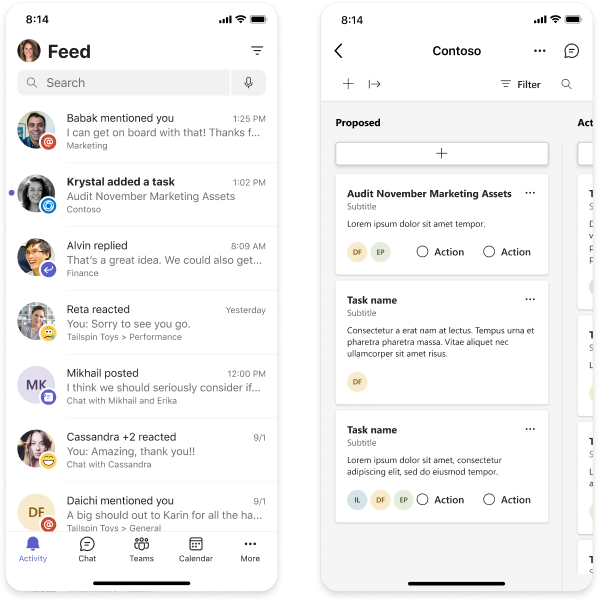 8:14
Feed
Search
Babak mentioned you 1:25 PM
I can get on board with that! Thanks f...
Marketing
Krystal added a task 1:02 PM
Audit November Marketing Assets
Contoso
Alvin replied 8:09 AM
That's a great idea. We could also get...
Finance
Reta reacted Yesterday
You: Sorry to see you go.
Tailspin Toys > Performance
MK
Mikhail posted 12:00 PM
I think we should seriously consider if...
Chat with Mikhail and Erika
Cassandra +2 reacted 9/1
You: Amazing, thank you!!
Chat with Cassandra
DF
Daichi mentioned you 9/1
A big should out to Karin for all the ha...
Tailspin Toys > General
Activity Chat Teams Calendar More
8:14
Contoso
Filter
Proposed
Audit November Marketing Assets
Subtitle
Lorem ipsum dolor sit amet tempor.
DF EP Action Action
Task name
Subtitle
Consectetur a erat nam at lectus. Tempus urna et
pharetra pharetra massa. Vitae aliquet nec
ullamcorper sit amet risus.
DF
Task name
Subtitle
Lorem ipsum dolor sit amet, consectetur
adipiscing elit, sed do eiusmod tempor.
IL DF EP Action Action